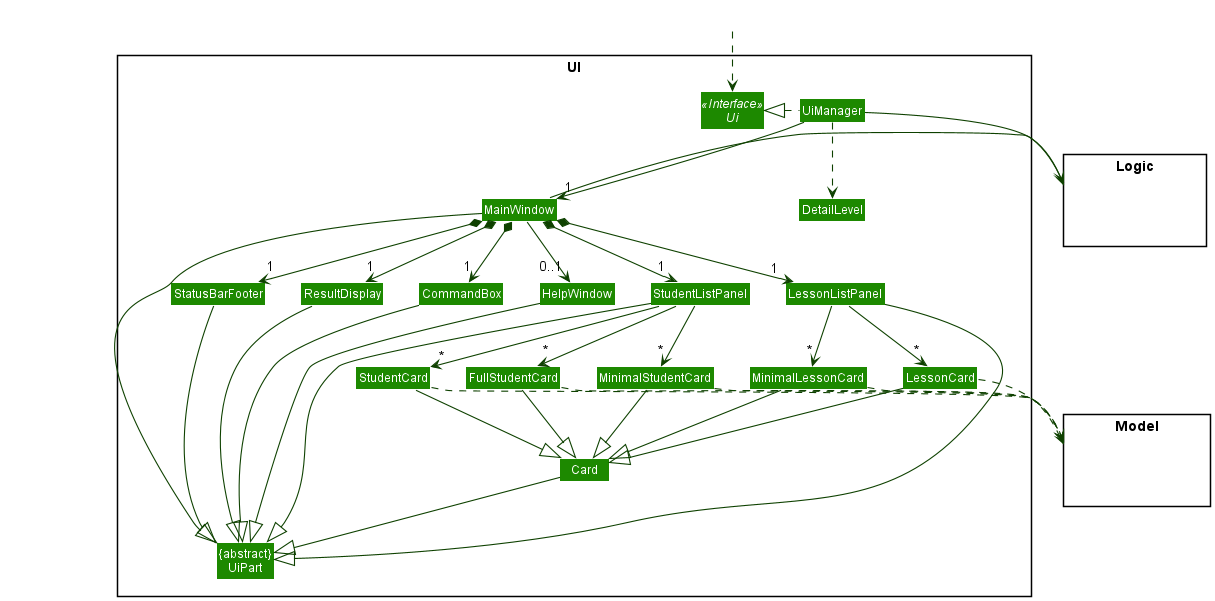 UI
«Interface»
Ui
UiManager
Logic
1
MainWindow
DetailLevel
1
1
1
0..1
1
1
StatusBarFooter
ResultDisplay
CommandBox
HelpWindow
StudentListPanel
LessonListPanel
*
*
*
*
*
StudentCard
FullStudentCard
MinimalStudentCard
MinimalLessonCard
LessonCard
Model
Card
{abstract}
UiPart